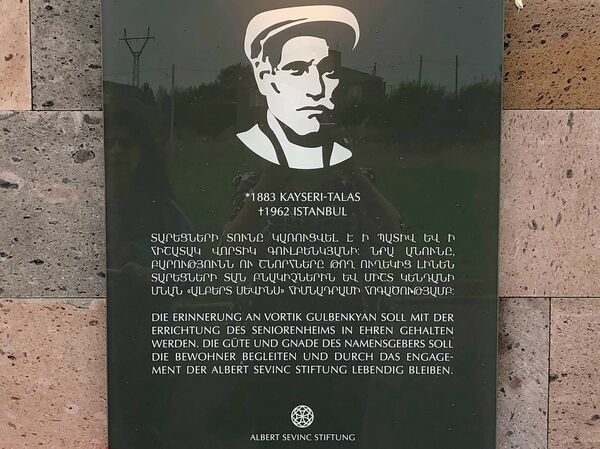 *1883 KAYSERI-TALAS
†1962 ISTANBUL
ՏԱՐԵՑՆԵՐԻ ՏՈՒՆԸ ԿԱՌՈՒՑՎԵԼ Է Ի ՊԱՏԻՎ ԵՎ Ի
ՀԻՇԱՏԱԿ ՎՈՐՏԻԿ ԳՈՒԼԲԵՆԿՅԱՆԻ: ՆՐԱ ԱՆՈՒՆԸ,
ԲԱՐՈՒԹՅՈՒՆՆ ՈՒ ՇՆՈՐՀՆԵՐԸ ԹՈՂ ՈՒՂԵԿԻՑ ԼԻՆԵՆ
ՏԱՐԵՑՆԵՐԻ ՏԱՆ ԲՆԱԿԻՉՆԵՐԻՆ ԵՎ ՄԻՇՏ ԿԵՆԴԱՆԻ
ՄՆԱՆ «ԱԼԲԵՐՏ ՍԵՎԻՆՍ» ՀԻՄՆԱԴՐԱՄԻ ՀՈԳԱԾՈՒԹՅԱՄԲ:
DIE ERINNERUNG AN VORTIK GULBENKYAN SOLL MIT DER
ERRICHTUNG DES SENIORENHEIMS IN EHREN GEHALTEN
WERDEN. DIE GÜTE UND GNADE DES NAMENSGEBERS SOLL
DIE BEWOHNER BEGLEITEN UND DURCH DAS ENGAGE-
MENT DER ALBERT SEVINC STIFTUNG LEBENDIG BLEIBEN.
ALBERT SEVINC STIFTUNG